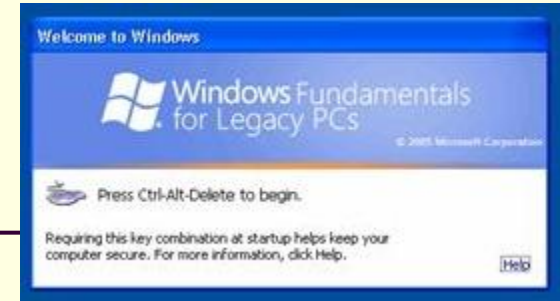 Welcome to Windows
Windows Fundamentals
for Legacy PCs
© 2005 Microsoft Corporation
Press Ctrl-Alt-Delete to begin.
Requiring this key combination at startup helps keep your
computer secure. For more information, click Help.
Help